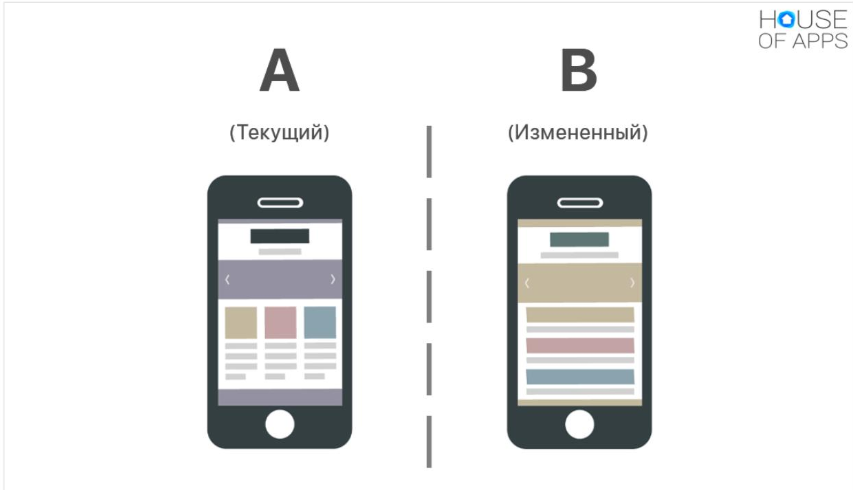 HOUSE
OF APPS
A
B
(Текущий)
(Измененный)